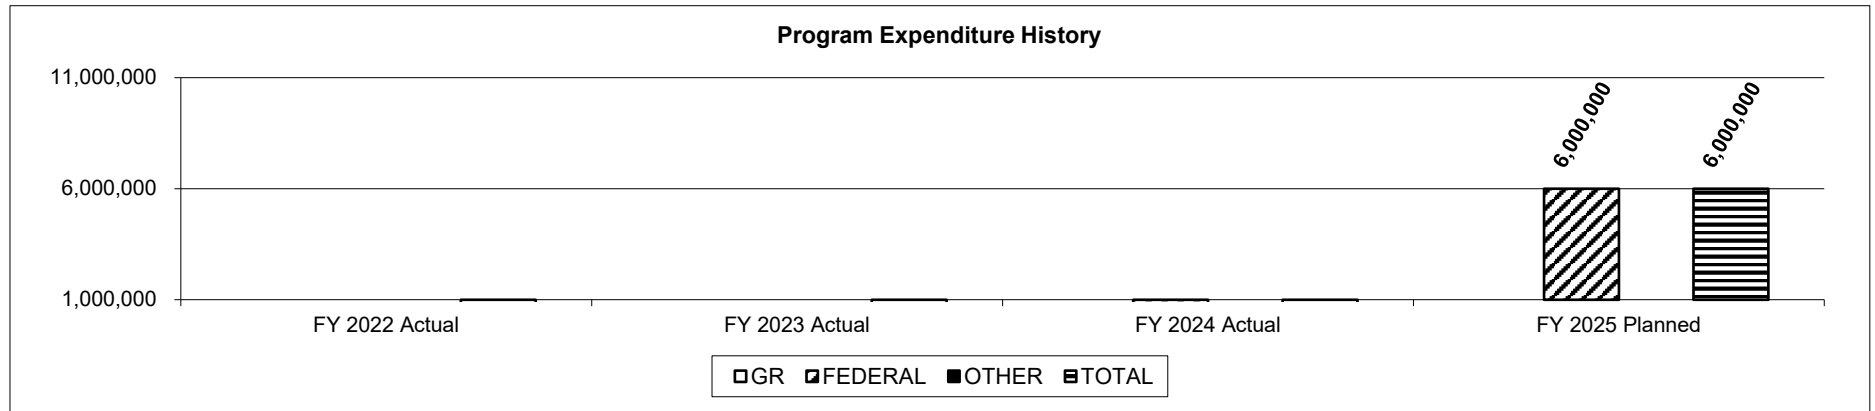 Program Expenditure History
11,000,000
6,000,000
1,000,000
6,000,000
6,000,000
FY 2022 Actual
FY 2023 Actual
FY 2024 Actual
FY 2025 Planned
GR FEDERAL OTHER TOTAL